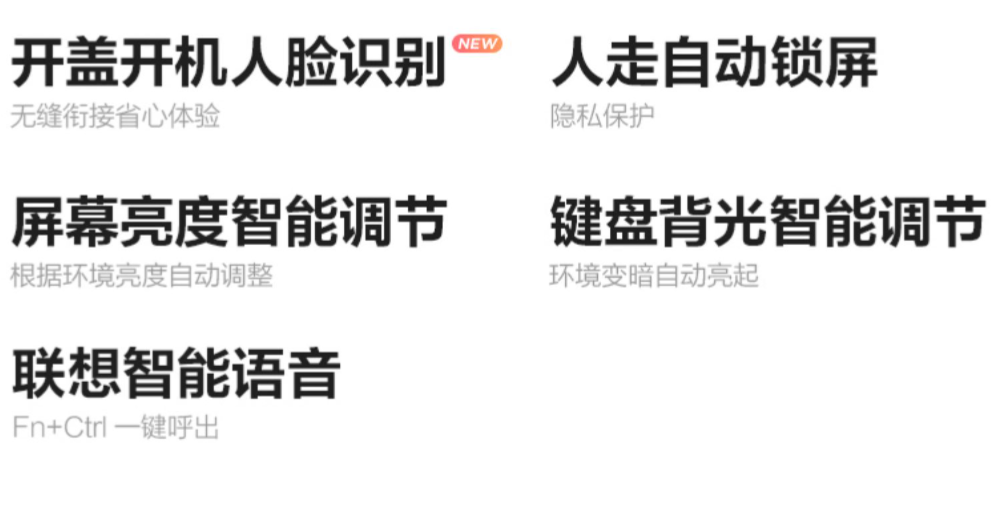 开盖开机人脸识别 NEW
无缝衔接省心体验
人走自动锁屏
隐私保护
屏幕亮度智能调节
根据环境亮度自动调整
键盘背光智能调节
环境变暗自动亮起
联想智能语音
Fn+Ctrl 一键呼出